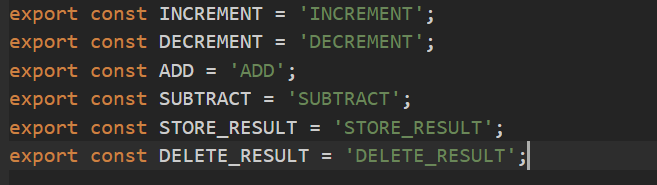 export const INCREMENT = 'INCREMENT';
export const DECREMENT = 'DECREMENT';
export const ADD = 'ADD';
export const SUBTRACT = 'SUBTRACT';
export const STORE_RESULT = 'STORE_RESULT';
export const DELETE_RESULT = 'DELETE_RESULT';